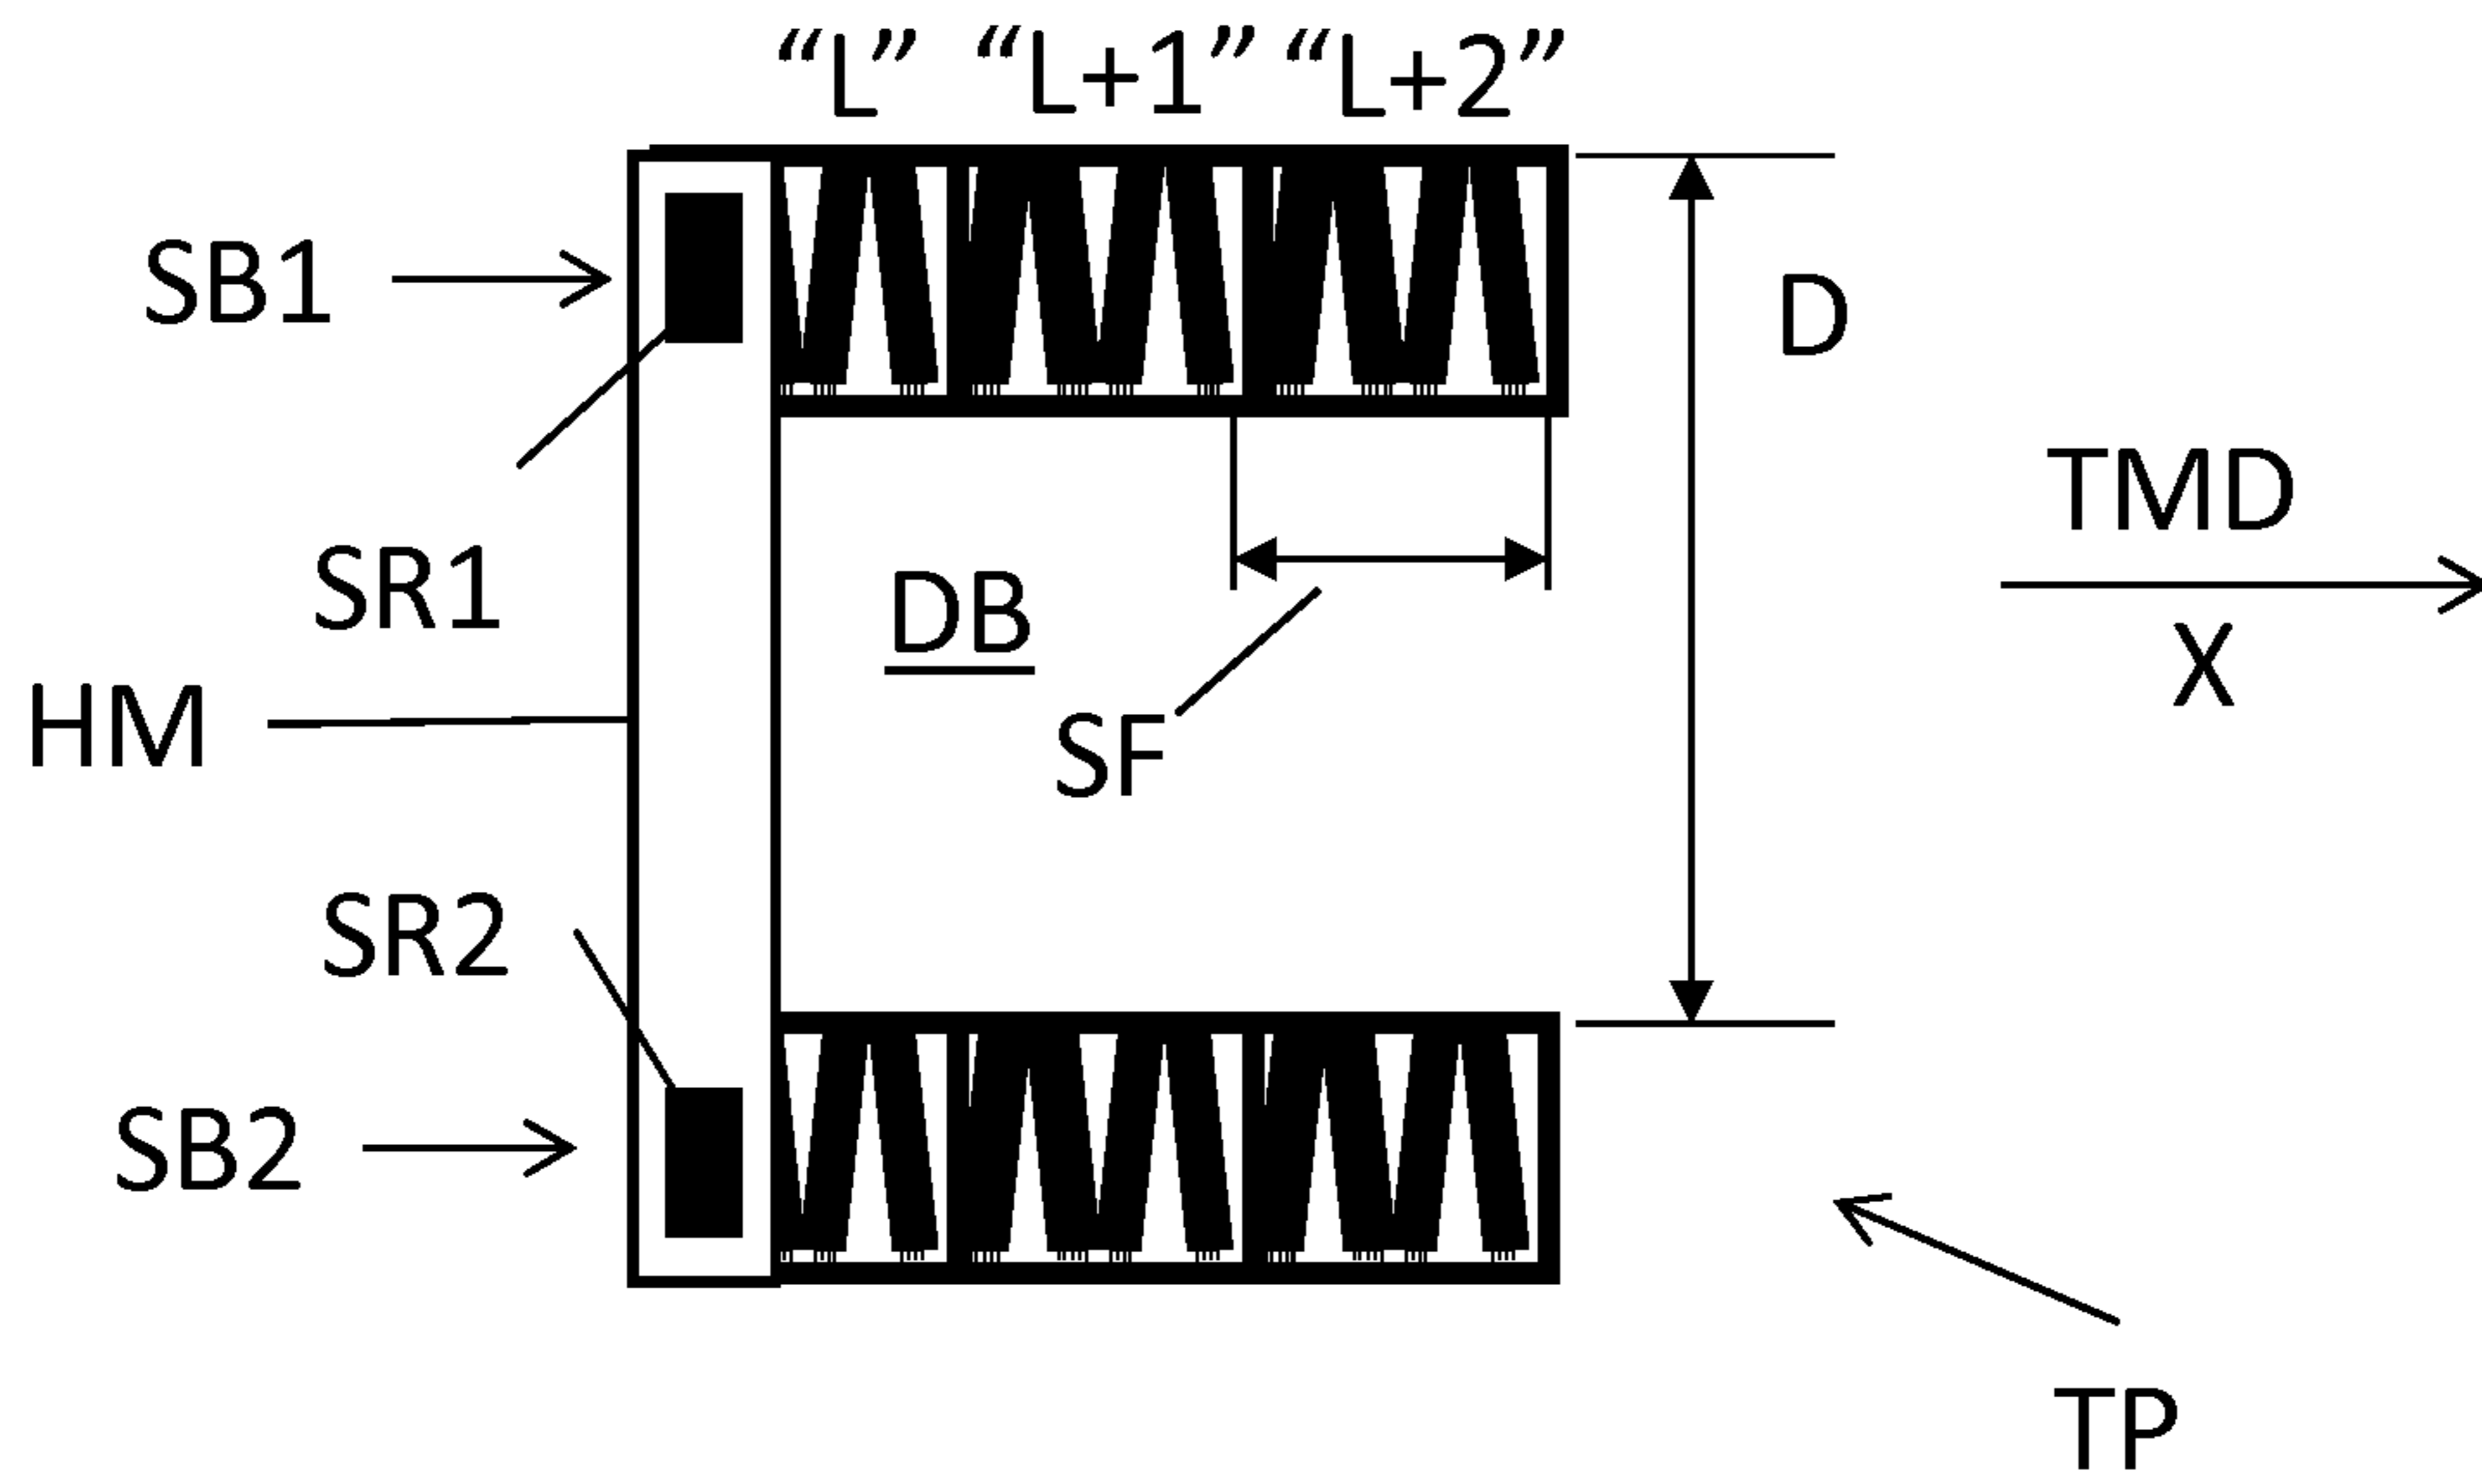 “L” “L+1” “L+2”
SB1
D
TMD
SR1
DB
X
HM
SF
SR2
SB2
TP